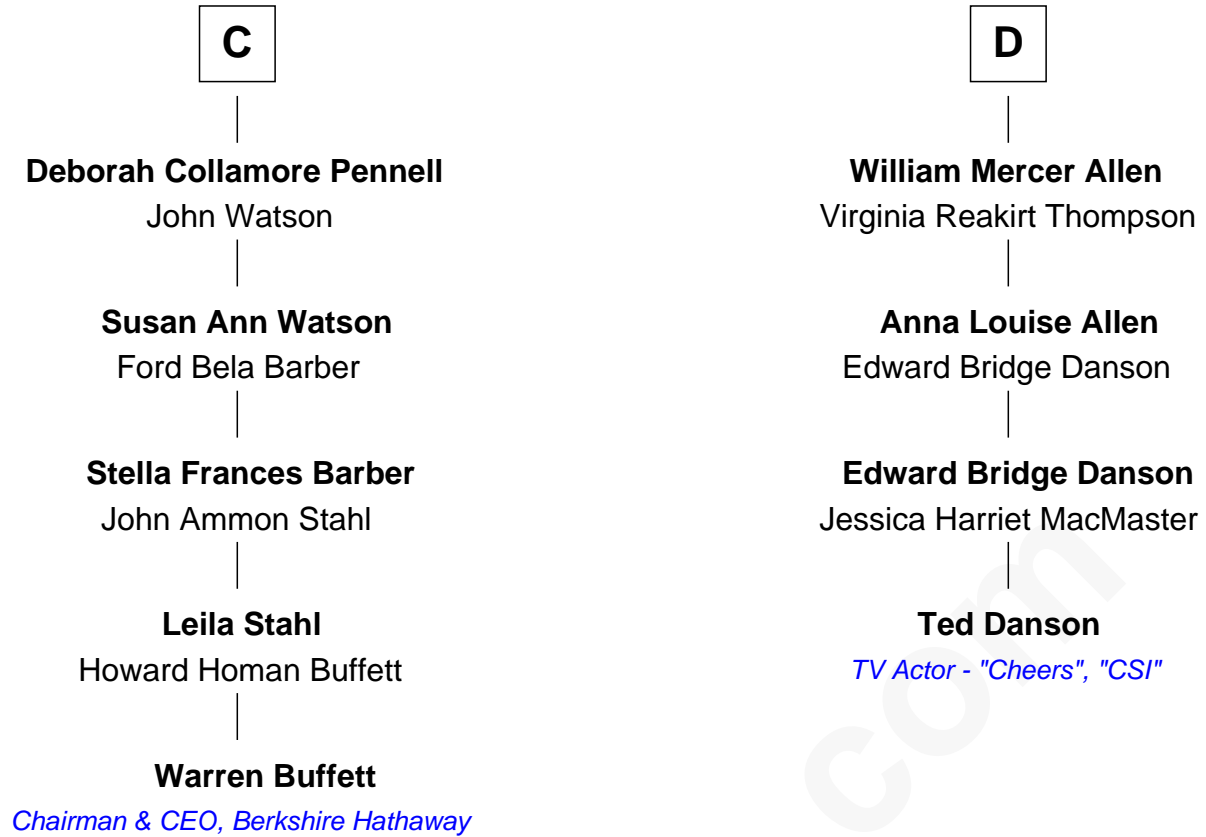 C
Deborah Collamore Pennell
John Watson
Susan Ann Watson
Ford Bela Barber
Stella Frances Barber
John Ammon Stahl
Leila Stahl
Howard Homan Buffett
Warren Buffett
Chairman & CEO, Berkshire Hathaway
D
William Mercer Allen
Virginia Reakirt Thompson
Anna Louise Allen
Edward Bridge Danson
Edward Bridge Danson
Jessica Harriet MacMaster
Ted Danson
TV Actor - "Cheers", "CSI"
com